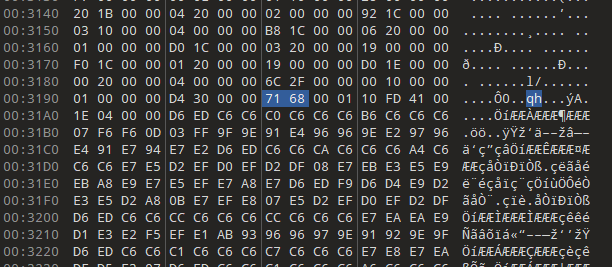 00:3140 20 1B 00 00 04 20 00 00 02 00 00 00 92 1C 00 00 .... ......’...
00:3150 03 10 00 00 04 10 00 00 B8 1C 00 00 06 20 00 00 ........¸.... ..
00:3160 01 00 00 00 D0 1C 00 00 03 20 00 00 19 00 00 00 ....Ð.... ......
00:3170 F0 1C 00 00 01 20 00 00 19 00 00 00 D0 1E 00 00 ð.... ......Ð...
00:3180 00 20 00 00 04 00 00 00 6C 2F 00 00 00 10 00 00 . ......l/......
00:3190 01 00 00 00 D4 30 00 00 71 68 00 01 10 FD 41 00 ....Ô0..qh...ýA.
00:31A0 1E 04 00 00 D6 ED C6 C6 C0 C6 C6 C6 B6 C6 C6 C6 ....ÖíÆÆÀÆÆÆ¶ÆÆÆ
00:31B0 07 F6 F6 0D 03 FF 9F 9E 91 E4 96 96 9E E2 97 96 .öö..ÿŸž‘ä––žâ—–
00:31C0 E4 91 E7 94 E7 E2 D6 ED C6 C6 CA C6 C6 C6 A4 C6 ä‘ç”çâÖíÆÆÊÆÆÆ¤Æ
00:31D0 C6 C6 E7 E5 D2 EF D0 EF D2 DF 08 E7 EB E3 E5 E9 ÆÆçåÒïÐïÒß.çëãåé
00:31E0 EB A8 E9 E7 E5 EF E7 A8 E7 D6 ED F9 D6 D4 E9 D2 ë¨éçåïç¨çÖíùÖÔéÒ
00:31F0 E3 E5 D2 A8 0B E7 EF E8 07 E5 D2 EF D0 EF D2 DF ãåÒ¨.çïè.åÒïÐïÒß
00:3200 D6 ED C6 C6 CC C6 C6 C6 CC C6 C6 C6 E7 EA EA E9 ÖíÆÆÌÆÆÆÌÆÆÆçêêé
00:3210 D1 E3 E2 F5 EF E1 AB 93 96 96 97 9E 91 92 9E 9F Ñãâõïá«“––—ž‘’žŸ
00:3220 D6 ED C6 C6 C1 C6 C6 C6 C7 C6 C6 C6 E7 E8 E7 EA ÖíÆÆÁÆÆÆÇÆÆÆçèçê